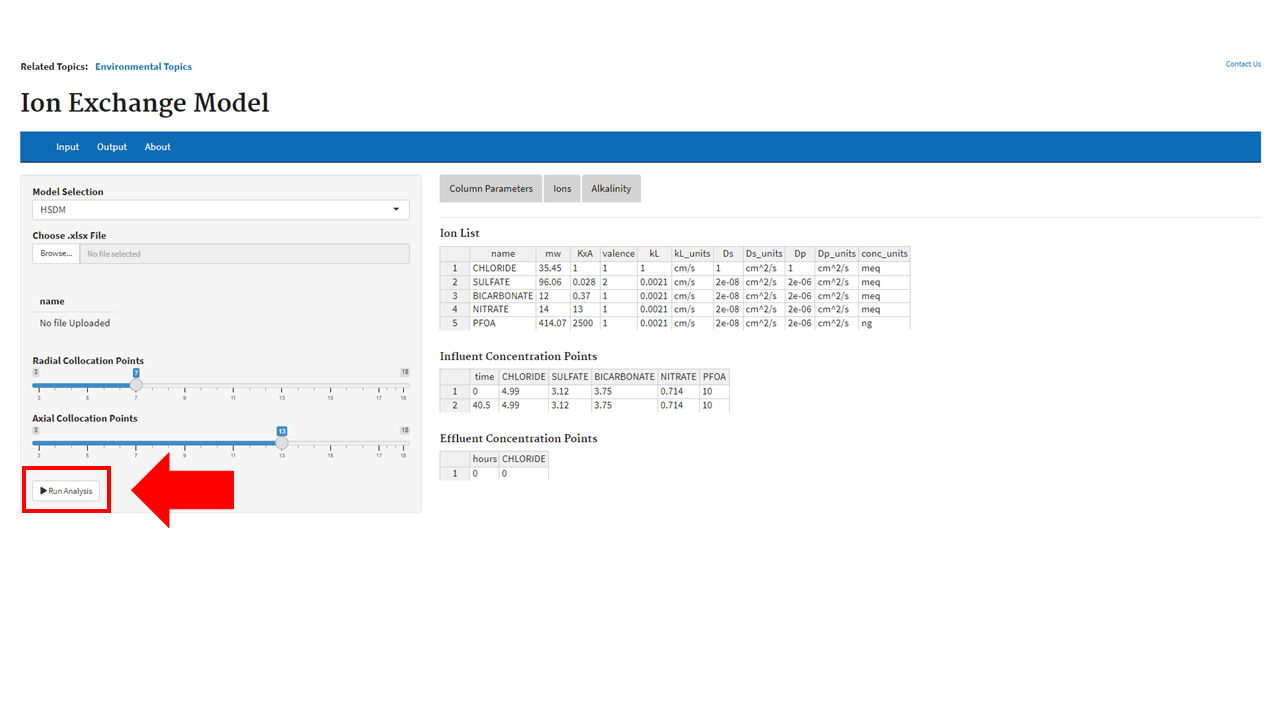 Related Topics: Environmental Topics
Contact Us
Ion Exchange Model
Input Output About
Model Selection
HSDM
Choose .xlsx File
Browse... No file selected
name
No file Uploaded
Radial Collocation Points
3 7 18
3 5 7 9 11 13 15 17 18
Axial Collocation Points
3 13 18
3 5 7 9 11 13 15 17 18
Run Analysis
Column Parameters Ions Alkalinity
Ion List
name mw KxA valence kL kL_units Ds Ds_units Dp Dp_units conc_units
1 CHLORIDE 35.45 1 1 1 cm/s 1 cm^2/s 1 cm^2/s meq
2 SULFATE 96.06 0.028 2 0.0021 cm/s 2e-08 cm^2/s 2e-06 cm^2/s meq
3 BICARBONATE 12 0.37 1 0.0021 cm/s 2e-08 cm^2/s 2e-06 cm^2/s meq
4 NITRATE 14 13 1 0.0021 cm/s 2e-08 cm^2/s 2e-06 cm^2/s meq
5 PFOA 414.07 2500 1 0.0021 cm/s 2e-08 cm^2/s 2e-06 cm^2/s ng
Influent Concentration Points
time CHLORIDE SULFATE BICARBONATE NITRATE PFOA
1 0 4.99 3.12 3.75 0.714 10
2 40.5 4.99 3.12 3.75 0.714 10
Effluent Concentration Points
hours CHLORIDE
1 0 0